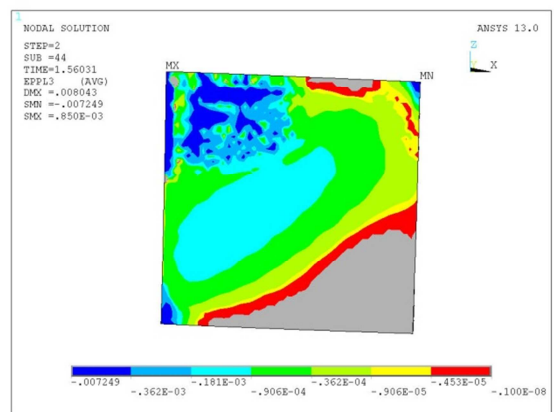 1
NODAL SOLUTION
ANSYS 13.0
STEP=2
SUB =44
TIME=1.56031
EPPL3 (AVG)
DMX =.008043
SMN =-.007249
SMX =.850E-03
Z
Y X
MX
MN
-.007249 -.181E-03 -.362E-04 -.453E-05
-.362E-03 -.906E-04 -.906E-05 -.100E-08